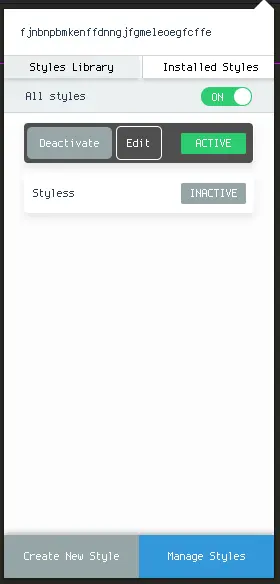 fjnbnpbmkenffdnngjfgmeleoegfcffe
Styles Library
Installed Styles
All styles
ON
Deactivate
Edit
ACTIVE
Styless
INACTIVE
Create New Style
Manage Styles